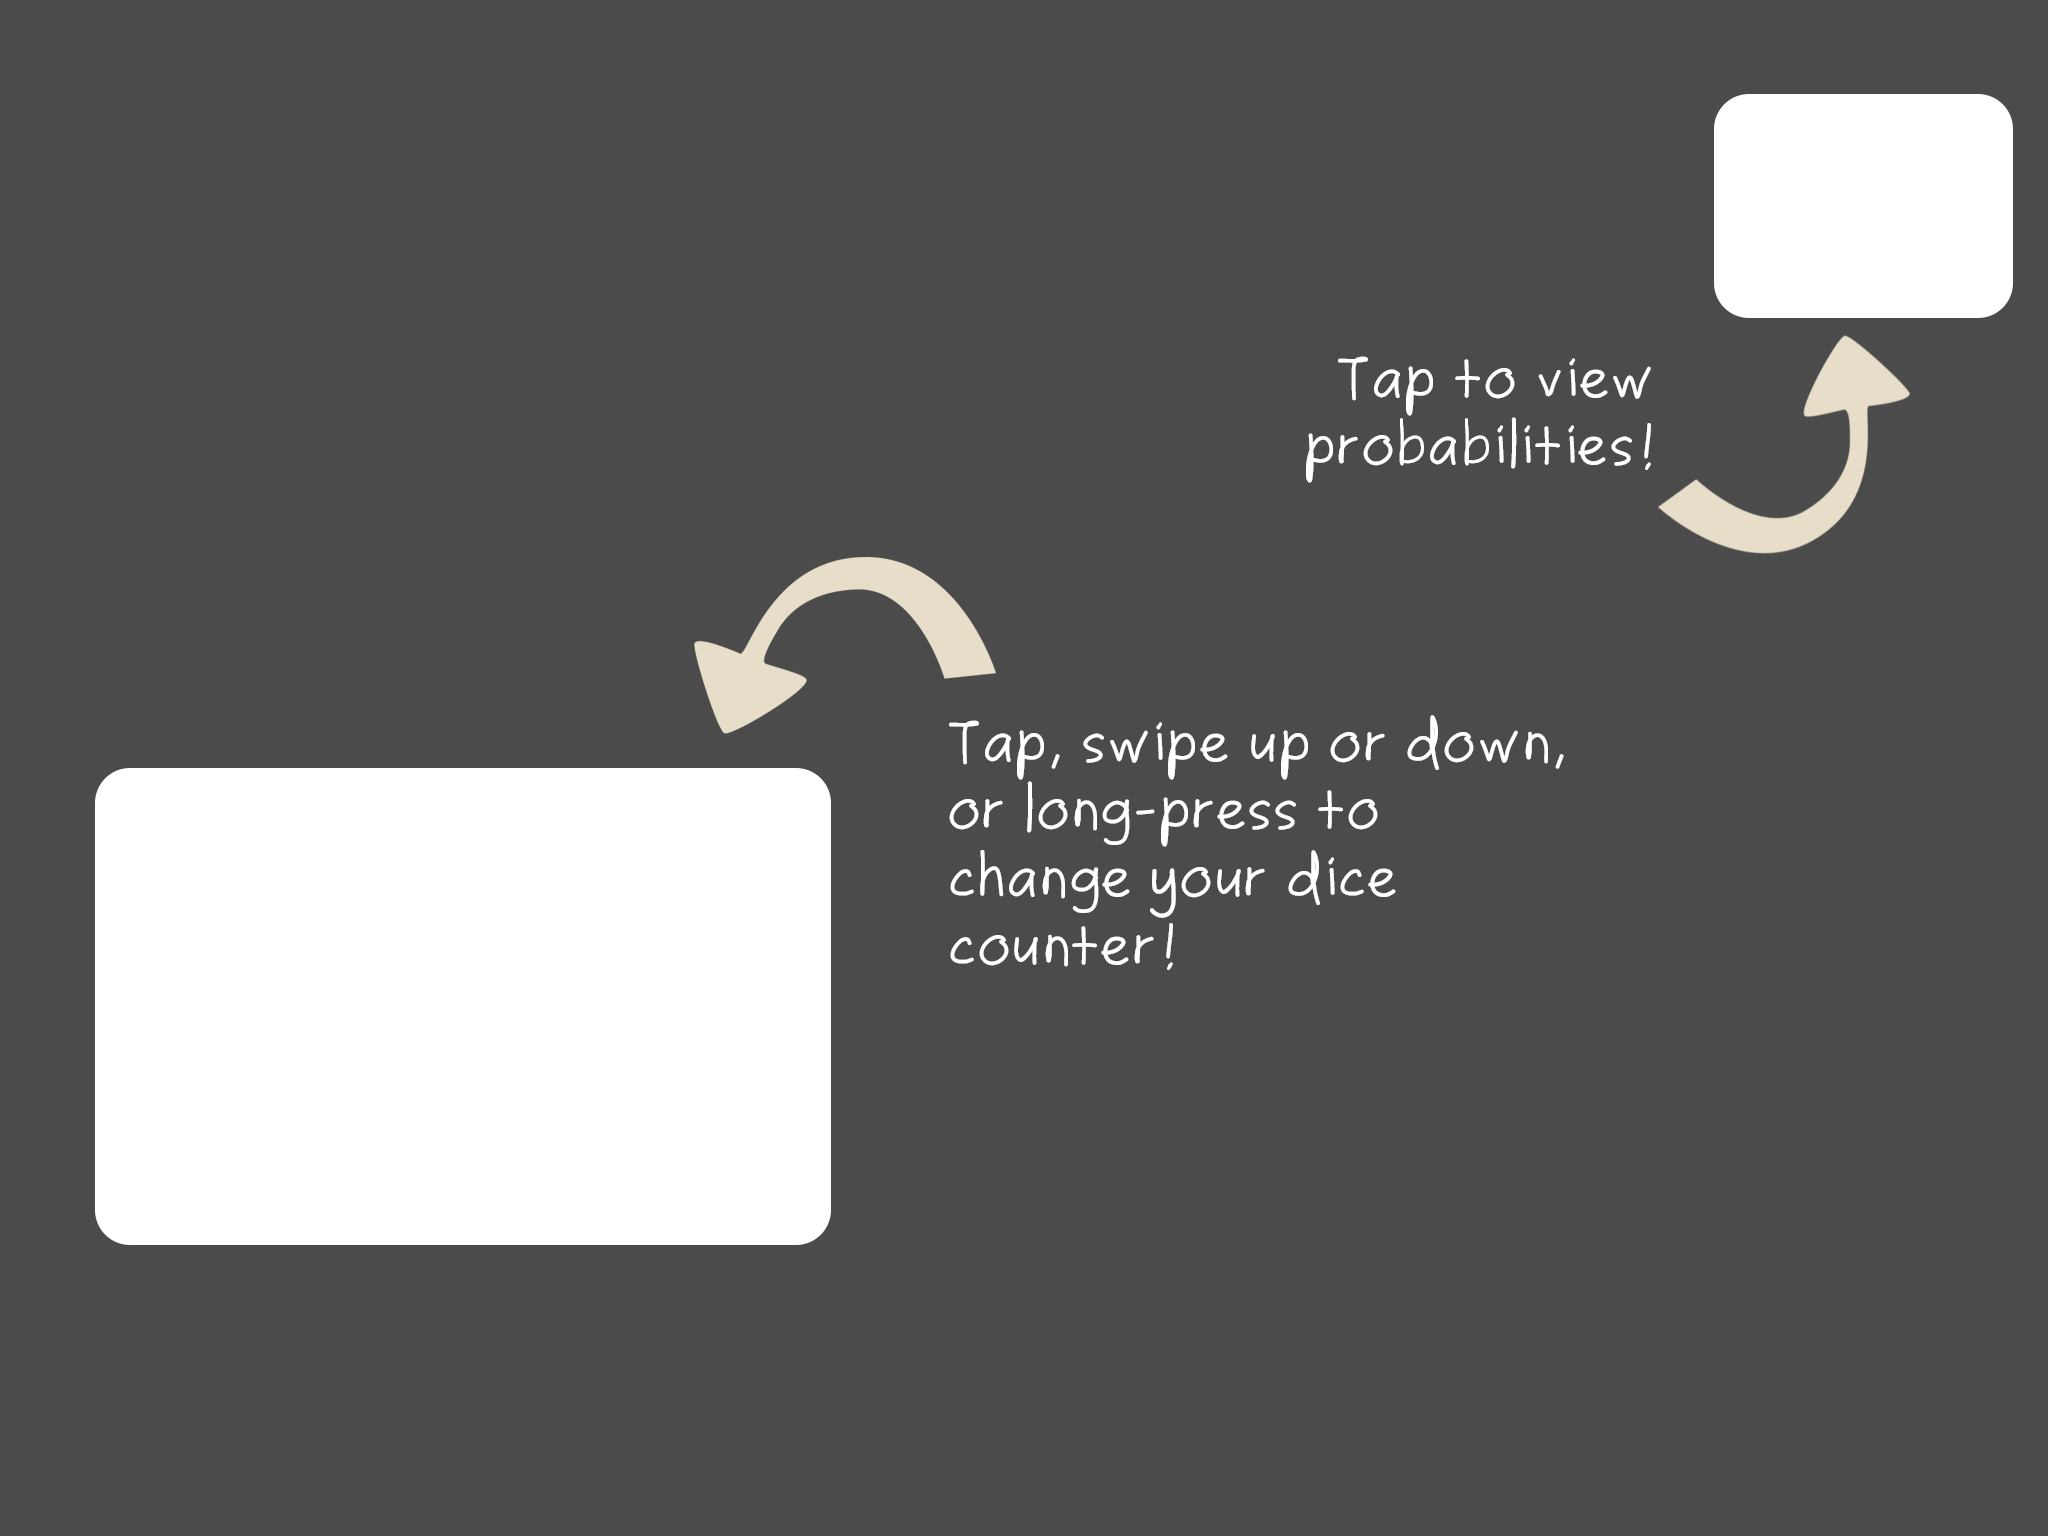 Tap to view
probabilities!
Tap, swipe up or down,
or long-press to
change your dice
counter!